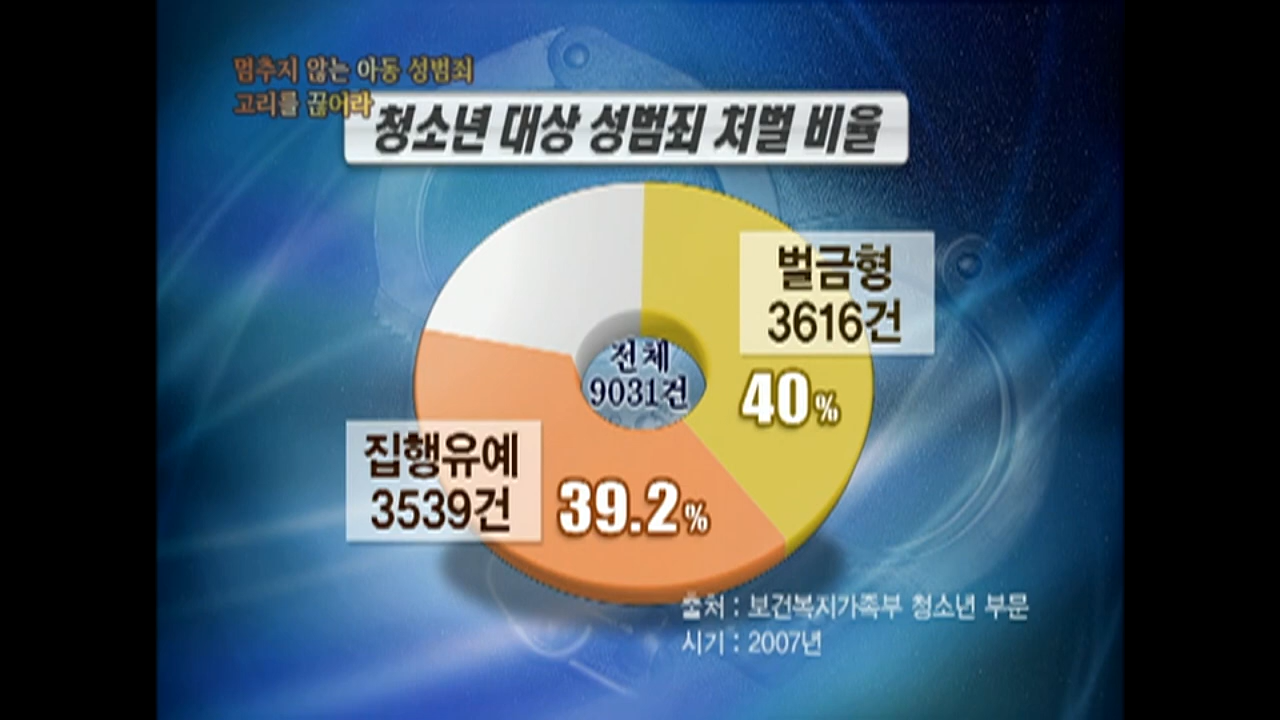 멈추지 않는 아동 성범죄
고리를 끊어라
청소년 대상 성범죄 처벌 비율
벌금형
3616건
40%
전체
9031건
집행유예
3539건
39.2%
출처 : 보건복지가족부 청소년 부문
시기 : 2007년